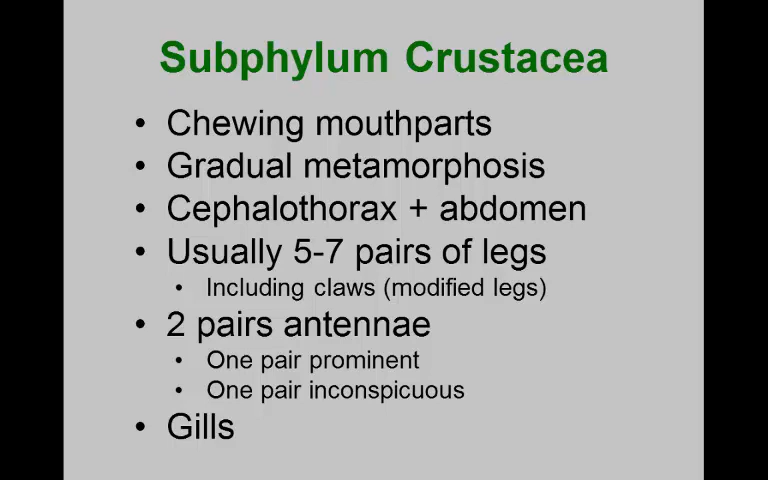 Subphylum Crustacea
• Chewing mouthparts
• Gradual metamorphosis
• Cephalothorax + abdomen
• Usually 5-7 pairs of legs
• Including claws (modified legs)
• 2 pairs antennae
• One pair prominent
• One pair inconspicuous
• Gills